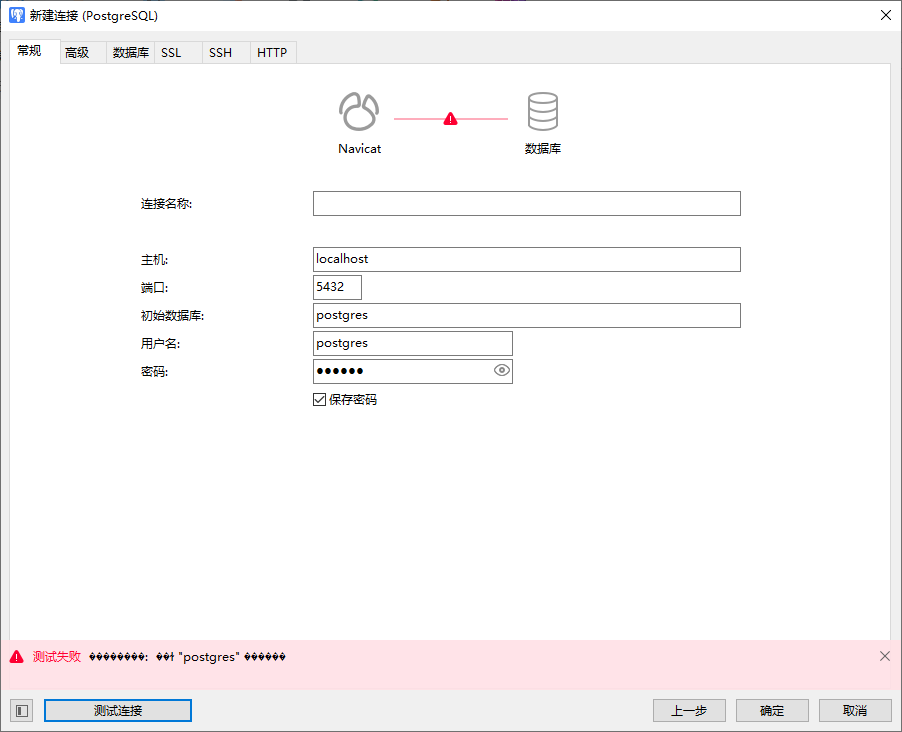 新建连接 (PostgreSQL)
常规 高级 数据库 SSL SSH HTTP
Navicat 数据库
连接名称:
主机: localhost
端口: 5432
初始数据库: postgres
用户名: postgres
密码: ●●●●●●
保存密码
测试失败 ��������: ��ł "postgres" ������
测试连接 上一步 确定 取消